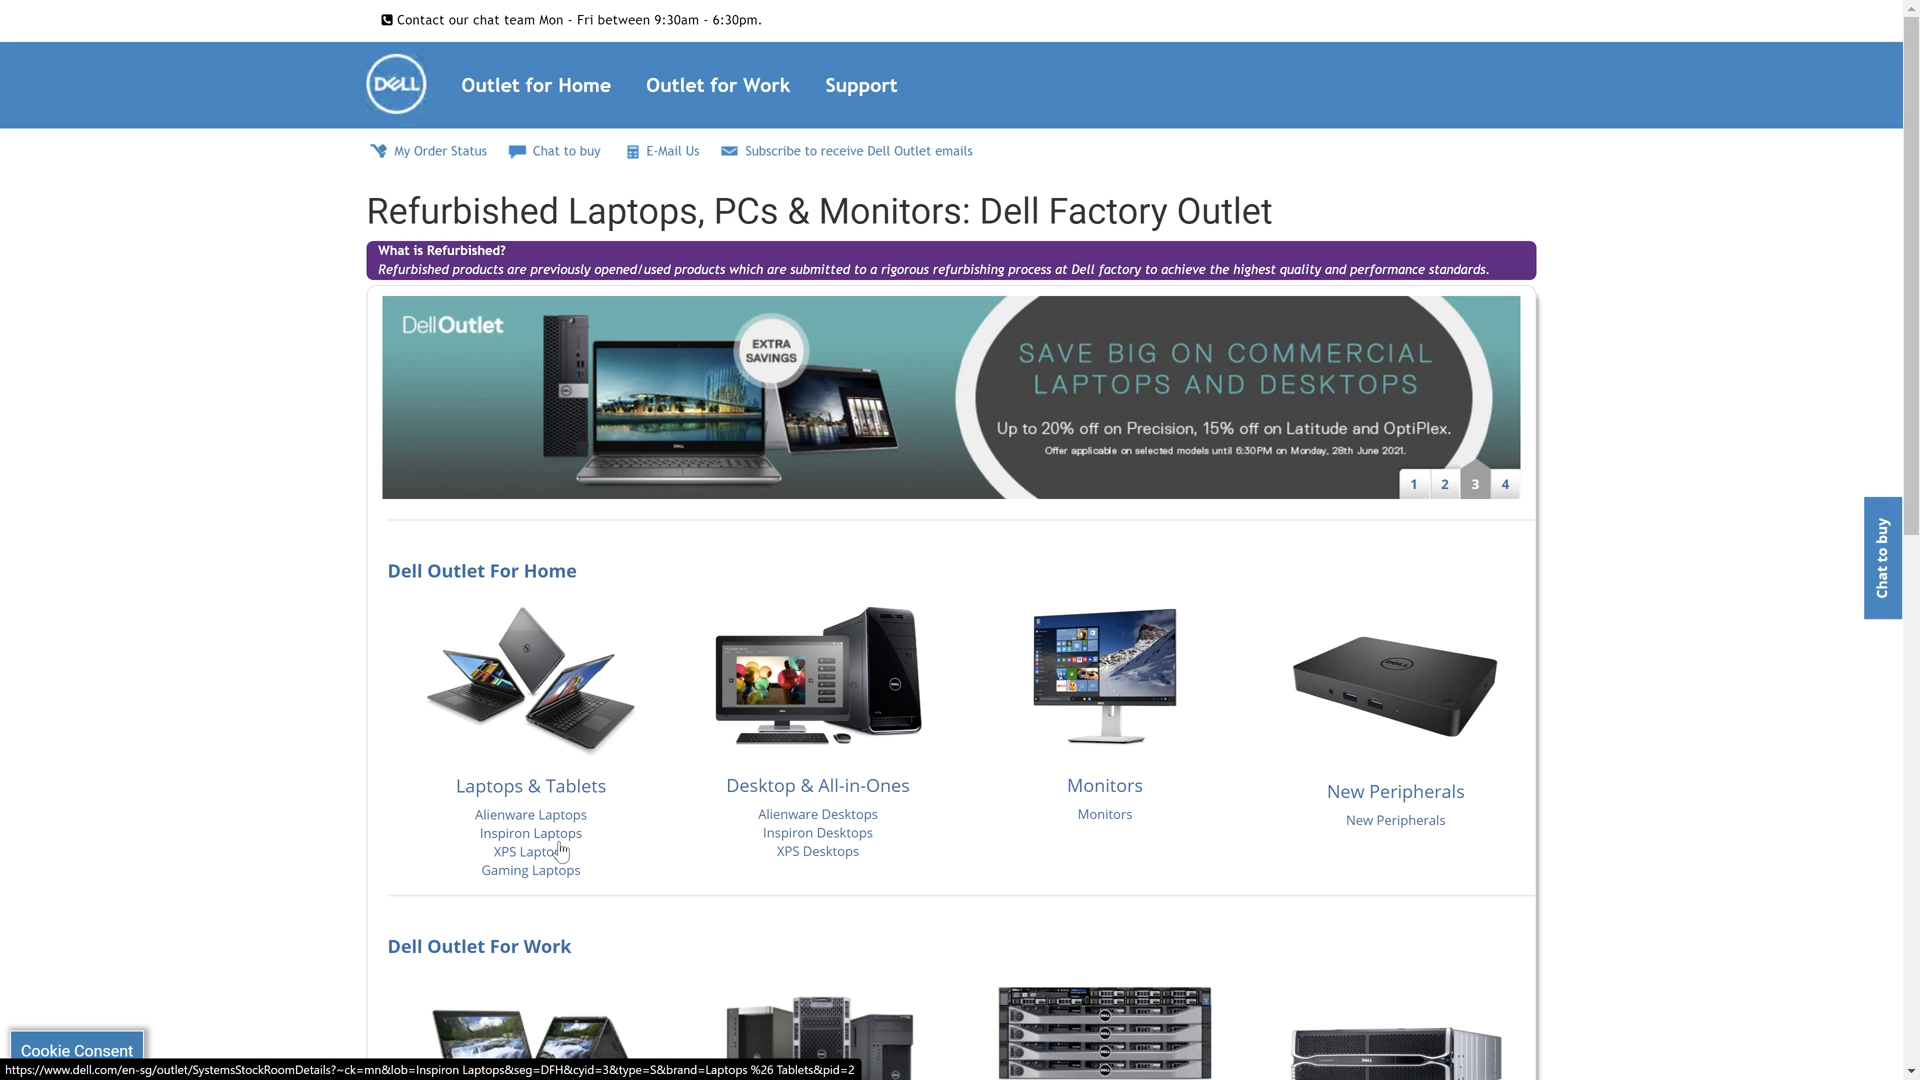 Contact our chat team Mon - Fri between 9:30am - 6:30pm.
DELL
Outlet for Home
Outlet for Work
Support
My Order Status
Chat to buy
E-Mail Us
Subscribe to receive Dell Outlet emails
Refurbished Laptops, PCs & Monitors: Dell Factory Outlet
What is Refurbished?
Refurbished products are previously opened/used products which are submitted to a rigorous refurbishing process at Dell factory to achieve the highest quality and performance standards.
DellOutlet
EXTRA
SAVINGS
SAVE BIG ON COMMERCIAL
LAPTOPS AND DESKTOPS
Up to 20% off on Precision, 15% off on Latitude and OptiPlex.
Offer applicable on selected models until 6:30PM on Monday, 28th June 2021.
1 2 3 4
Chat to buy
Dell Outlet For Home
Laptops & Tablets
Alienware Laptops
Inspiron Laptops
XPS Laptops
Gaming Laptops
Desktop & All-in-Ones
Alienware Desktops
Inspiron Desktops
XPS Desktops
Monitors
Monitors
New Peripherals
New Peripherals
Dell Outlet For Work
Cookie Consent
https://www.dell.com/en-sg/outlet/SystemsStockRoomDetails?~ck=mn&lob=Inspiron Laptops&seg=DFH&cyid=3&type=S&brand=Laptops %26 Tablets&pid=2